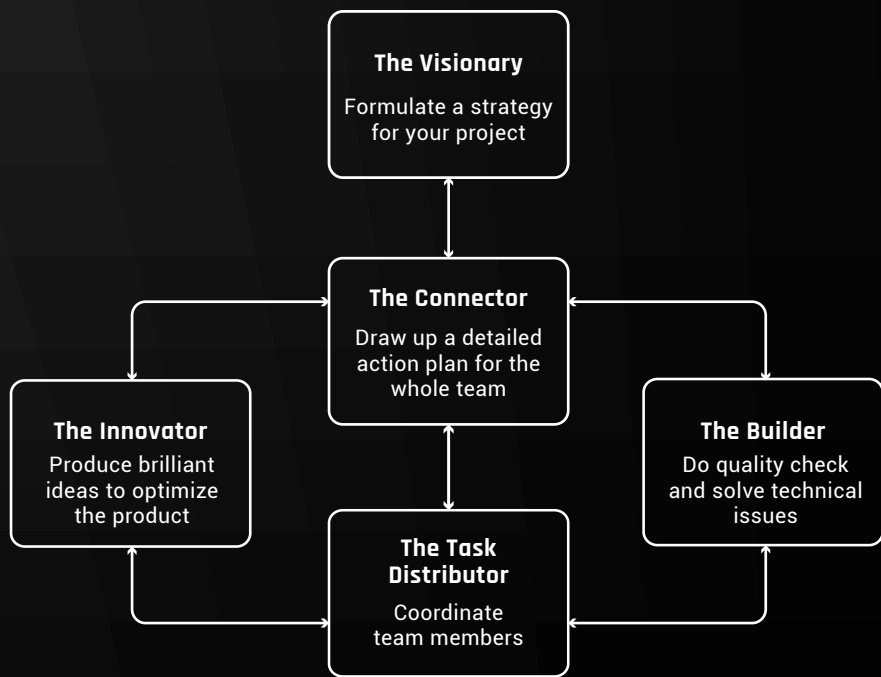 The Visionary
Formulate a strategy
for your project
The Connector
Draw up a detailed
action plan for the
whole team
The Innovator
Produce brilliant
ideas to optimize
the product
The Builder
Do quality check
and solve technical
issues
The Task
Distributor
Coordinate
team members